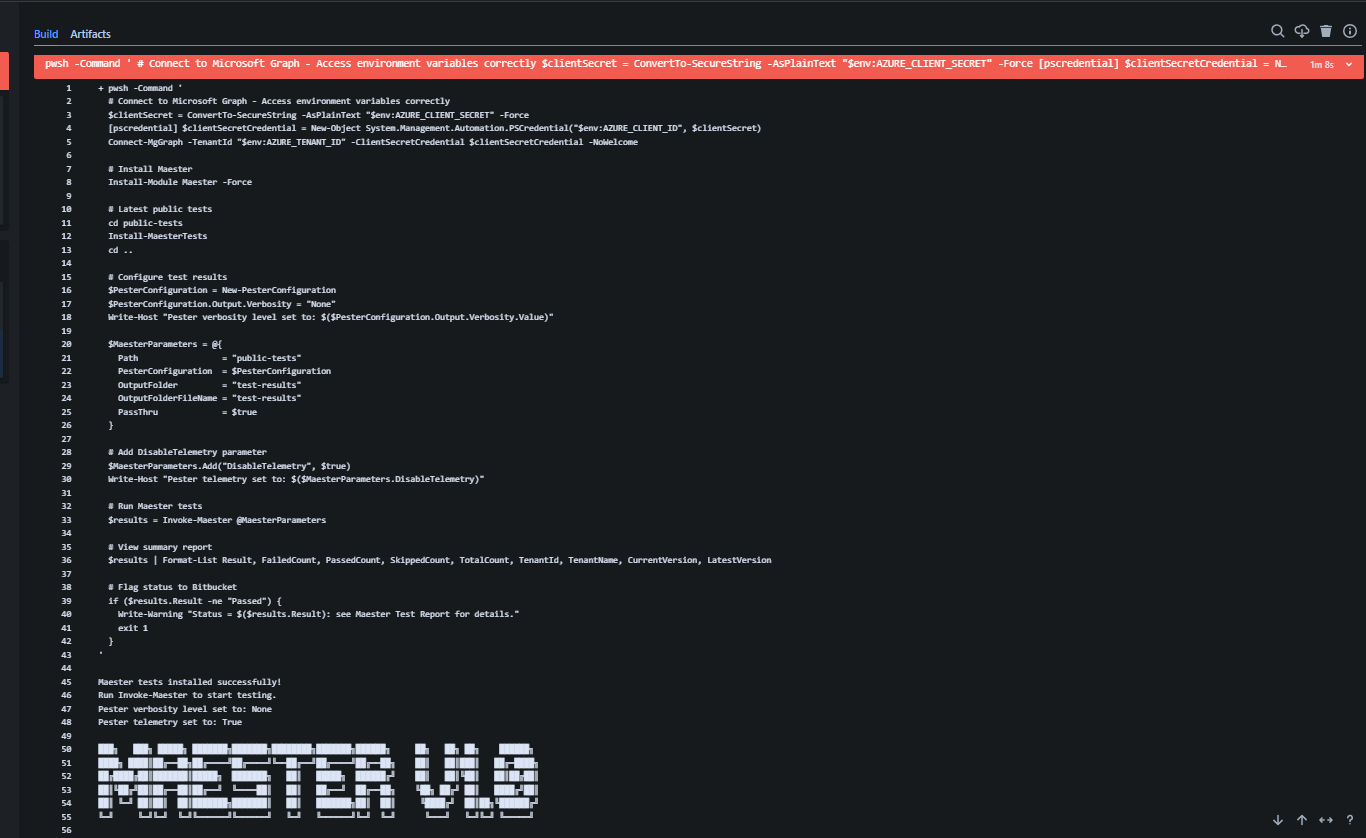 Build Artifacts
pwsh -Command ' # Connect to Microsoft Graph - Access environment variables correctly $clientSecret = ConvertTo-SecureString -AsPlainText "$env:AZURE_CLIENT_SECRET" -Force [pscredential] $clientSecretCredential = N… 1m 8s
1 + pwsh -Command '
2 # Connect to Microsoft Graph - Access environment variables correctly
3 $clientSecret = ConvertTo-SecureString -AsPlainText "$env:AZURE_CLIENT_SECRET" -Force
4 [pscredential] $clientSecretCredential = New-Object System.Management.Automation.PSCredential("$env:AZURE_CLIENT_ID", $clientSecret)
5 Connect-MgGraph -TenantId "$env:AZURE_TENANT_ID" -ClientSecretCredential $clientSecretCredential -NoWelcome
6
7 # Install Maester
8 Install-Module Maester -Force
9
10 # Latest public tests
11 cd public-tests
12 Install-MaesterTests
13 cd ..
14
15 # Configure test results
16 $PesterConfiguration = New-PesterConfiguration
17 $PesterConfiguration.Output.Verbosity = "None"
18 Write-Host "Pester verbosity level set to: $($PesterConfiguration.Output.Verbosity.Value)"
19
20 $MaesterParameters = @{
21 Path = "public-tests"
22 PesterConfiguration = $PesterConfiguration
23 OutputFolder = "test-results"
24 OutputFolderFileName = "test-results"
25 PassThru = $true
26 }
27
28 # Add DisableTelemetry parameter
29 $MaesterParameters.Add("DisableTelemetry", $true)
30 Write-Host "Pester telemetry set to: $($MaesterParameters.DisableTelemetry)"
31
32 # Run Maester tests
33 $results = Invoke-Maester @MaesterParameters
34
35 # View summary report
36 $results | Format-List Result, FailedCount, PassedCount, SkippedCount, TotalCount, TenantId, TenantName, CurrentVersion, LatestVersion
37
38 # Flag status to Bitbucket
39 if ($results.Result -ne "Passed") {
40 Write-Warning "Status = $($results.Result): see Maester Test Report for details."
41 exit 1
42 }
43 '
44
45 Maester tests installed successfully!
46 Run Invoke-Maester to start testing.
47 Pester verbosity level set to: None
48 Pester telemetry set to: True
49
50
51
52 MAESTER v1.0
53
54
55
56